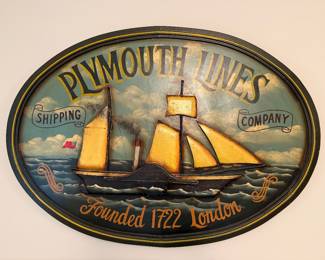 PLYMOUTH LINES
SHIPPING
COMPANY
Founded 1722 London